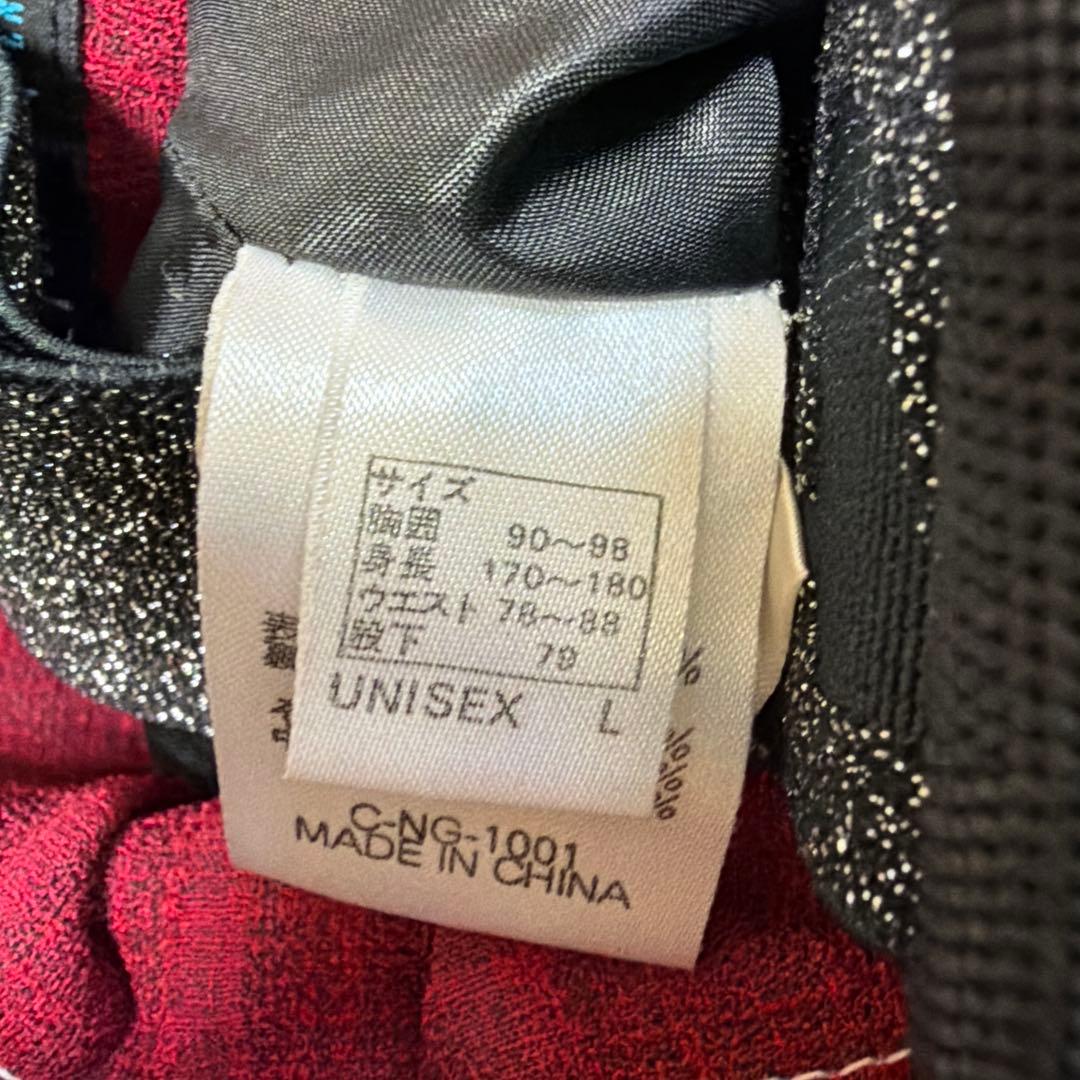 サイズ
胸囲 90〜98
身長 170〜180
ウエスト 78〜88
股下 79
UNISEX L
C-NG-1001
MADE IN CHINA